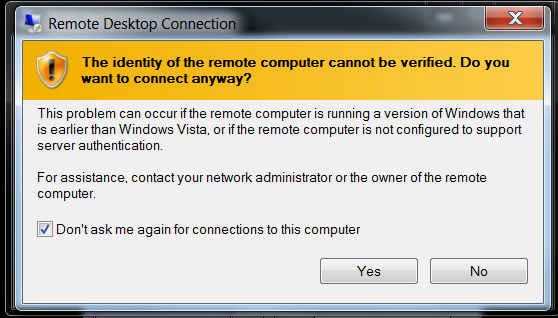 Remote Desktop Connection
The identity of the remote computer cannot be verified. Do you
want to connect anyway?
This problem can occur if the remote computer is running a version of Windows that
is earlier than Windows Vista, or if the remote computer is not configured to support
server authentication.
For assistance, contact your network administrator or the owner of the remote
computer.
Don't ask me again for connections to this computer
Yes No